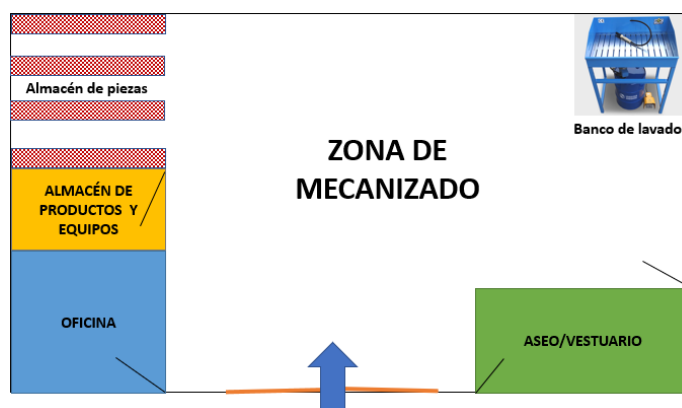 Almacén de piezas
Banco de lavado
ZONA DE
MECANIZADO
ALMACÉN DE
PRODUCTOS Y
EQUIPOS
OFICINA
ASEO/VESTUARIO